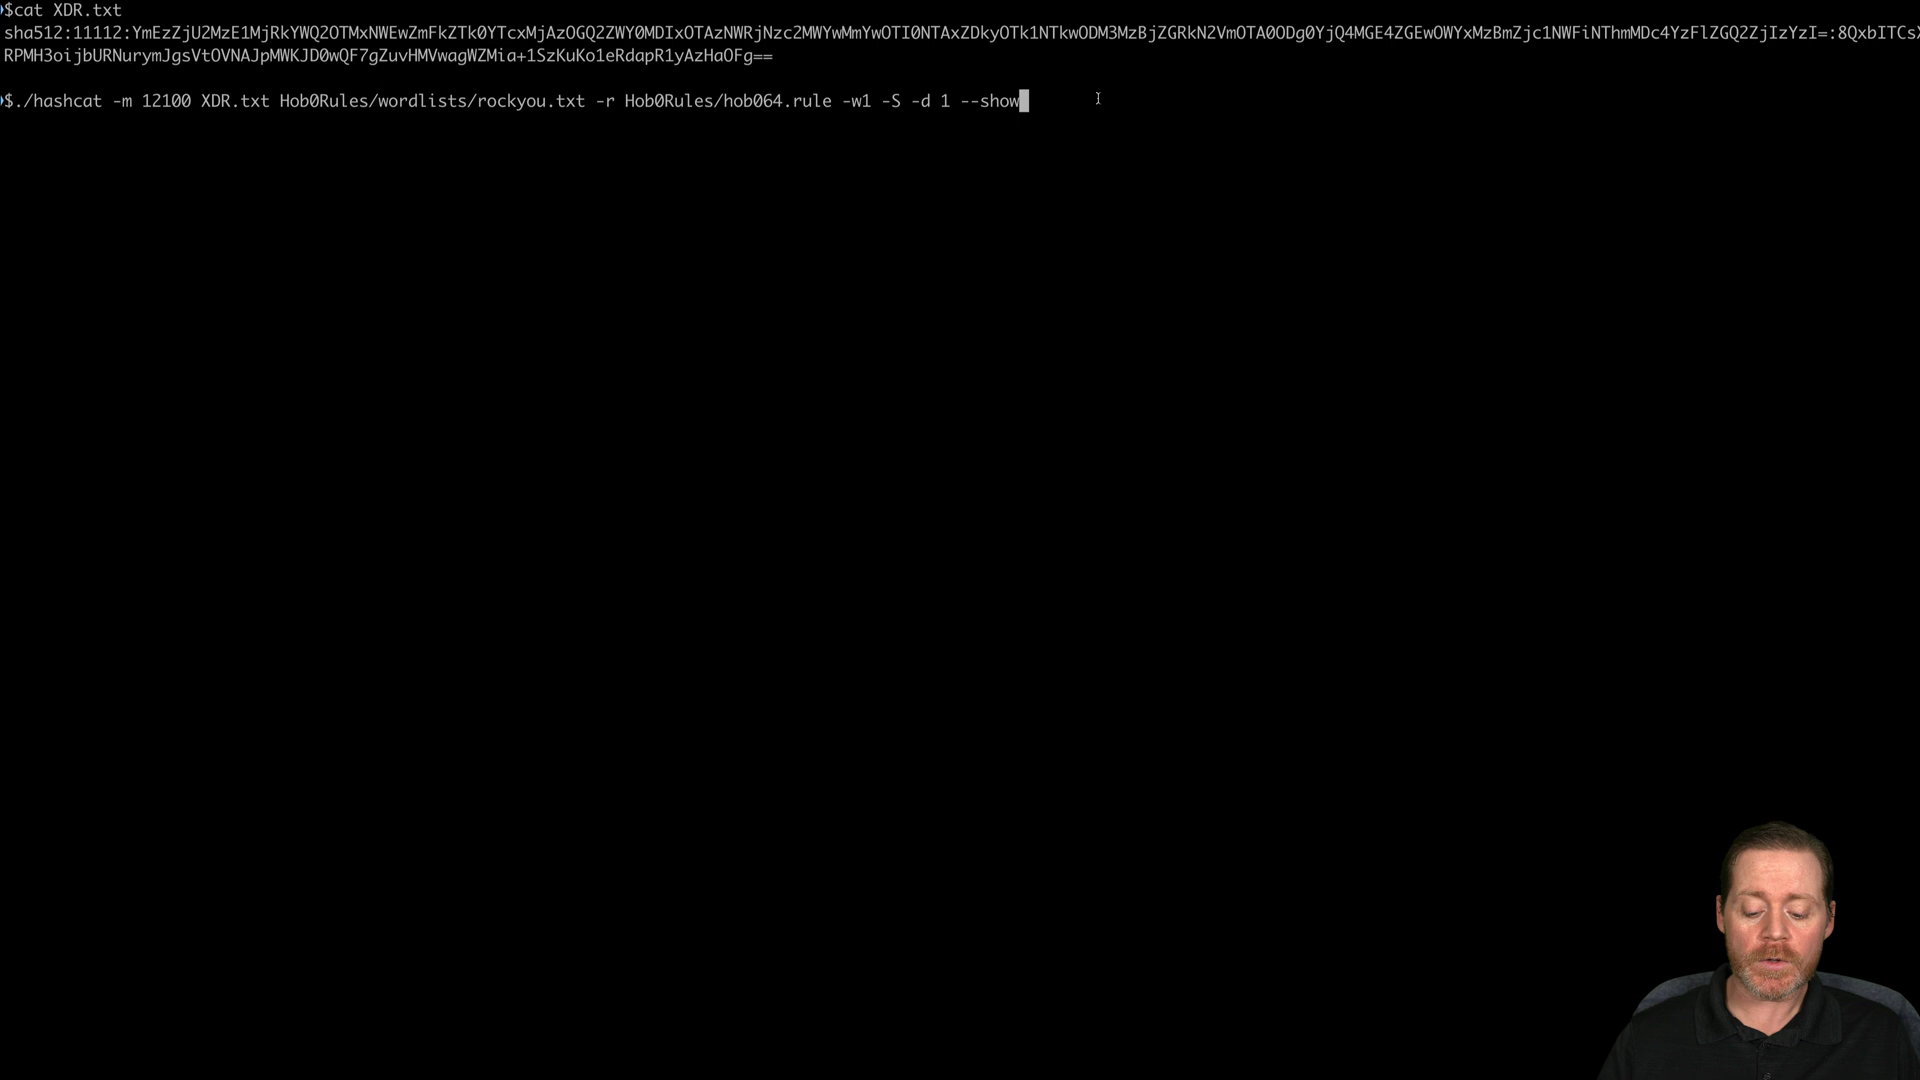 $cat XDR.txt
sha512:11112:YmEzZjU2MzE1MjRkYWQ2OTMxNWEwZmFkZTk0YTcxMjAzOGQ2ZWY0MDIxOTAzNWRjNzc2MWYwMmYwOTI0NTAxZDkyOTk1NTkwODM3MzBjZGRkN2VmOTA0ODg0YjQ4MGE4ZGEwOWYxMzBmZjc1NWFiNThmMDc4YzFlZGQ2ZjIzYzI=:8QxbITCsX
RPMH3oijbURNurymJgsVtOVNAJpMWKJD0wQF7gZuvHMVwagWZMia+1SzKuKo1eRdapR1yAzHaOFg==
$./hashcat -m 12100 XDR.txt Hob0Rules/wordlists/rockyou.txt -r Hob0Rules/hob064.rule -w1 -S -d 1 --show